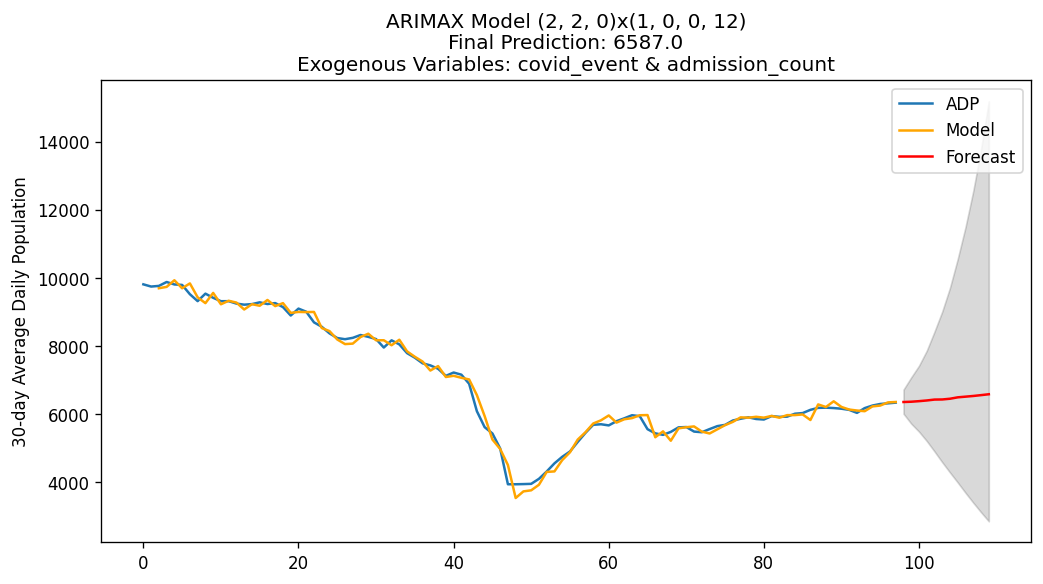 ARIMAX Model (2, 2, 0)x(1, 0, 0, 12)
Final Prediction: 6587.0
Exogenous Variables: covid_event & admission_count
30-day Average Daily Population
14000
12000
10000
8000
6000
4000
0
20
40
60
80
100
ADP
Model
Forecast